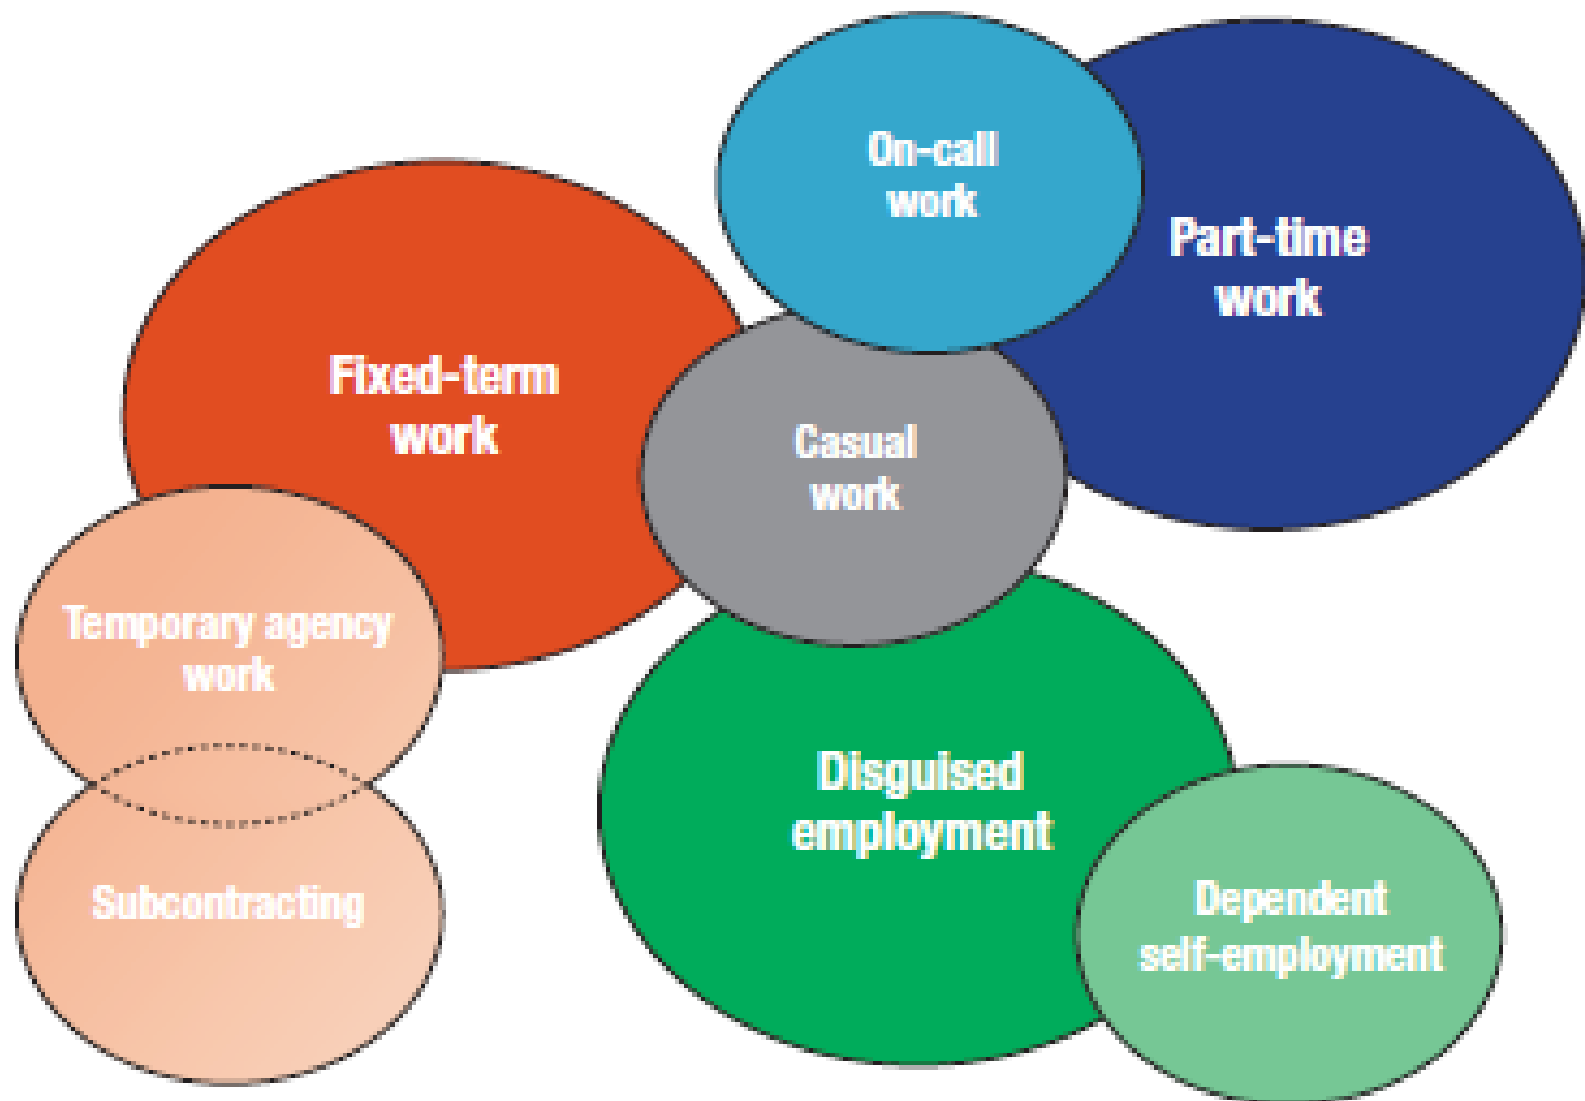 On-call
work
Part-time
work
Fixed-term
work
Casual
work
Temporary agency
work
Disguised
employment
Subcontracting
Dependent
self-employment